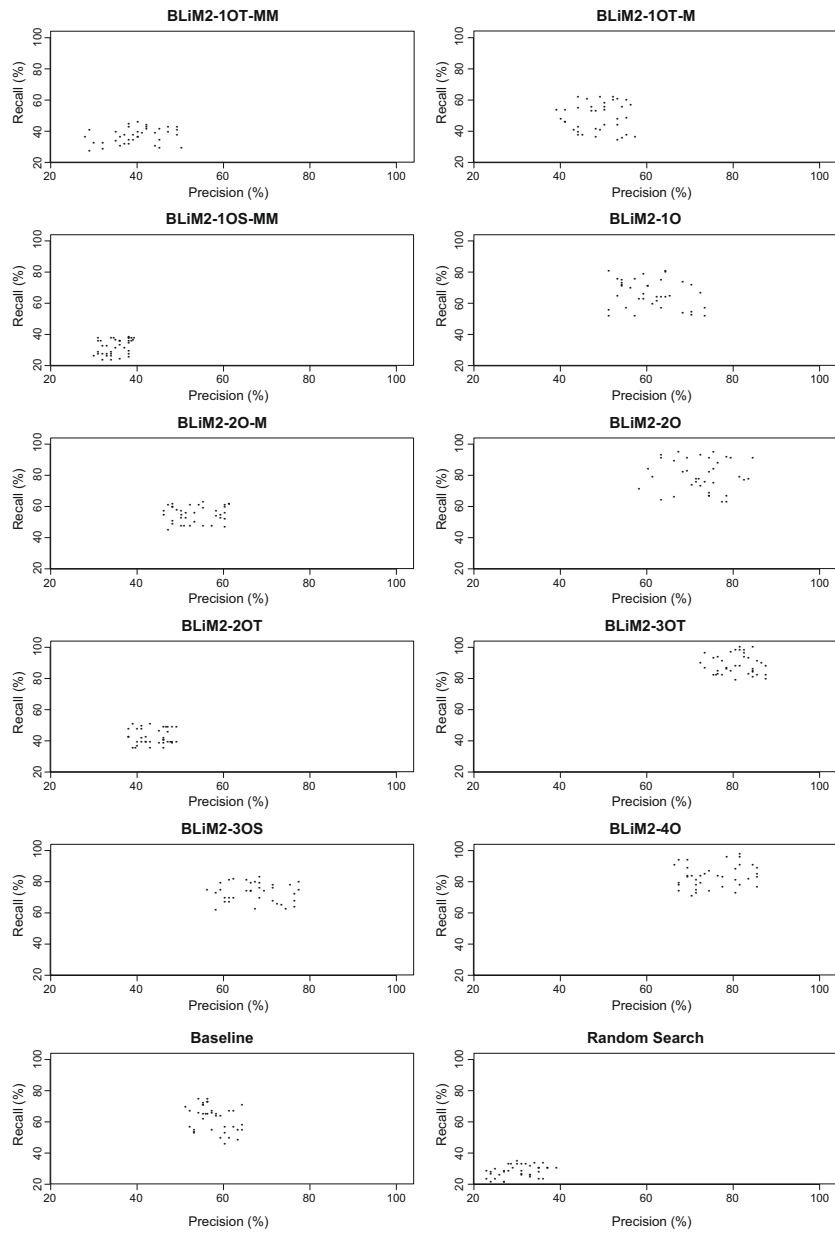 BLiM2-1OT-MM
Recall (%)
20 40 60 80 100
20 40 60 80 100
Precision (%)
BLiM2-1OT-M
Recall (%)
20 40 60 80 100
20 40 60 80 100
Precision (%)
BLiM2-1OS-MM
Recall (%)
20 40 60 80 100
20 40 60 80 100
Precision (%)
BLiM2-1O
Recall (%)
20 40 60 80 100
20 40 60 80 100
Precision (%)
BLiM2-2O-M
Recall (%)
20 40 60 80 100
20 40 60 80 100
Precision (%)
BLiM2-2O
Recall (%)
20 40 60 80 100
20 40 60 80 100
Precision (%)
BLiM2-2OT
Recall (%)
20 40 60 80 100
20 40 60 80 100
Precision (%)
BLiM2-3OT
Recall (%)
20 40 60 80 100
20 40 60 80 100
Precision (%)
BLiM2-3OS
Recall (%)
20 40 60 80 100
20 40 60 80 100
Precision (%)
BLiM2-4O
Recall (%)
20 40 60 80 100
20 40 60 80 100
Precision (%)
Baseline
Recall (%)
20 40 60 80 100
20 40 60 80 100
Precision (%)
Random Search
Recall (%)
20 40 60 80 100
20 40 60 80 100
Precision (%)